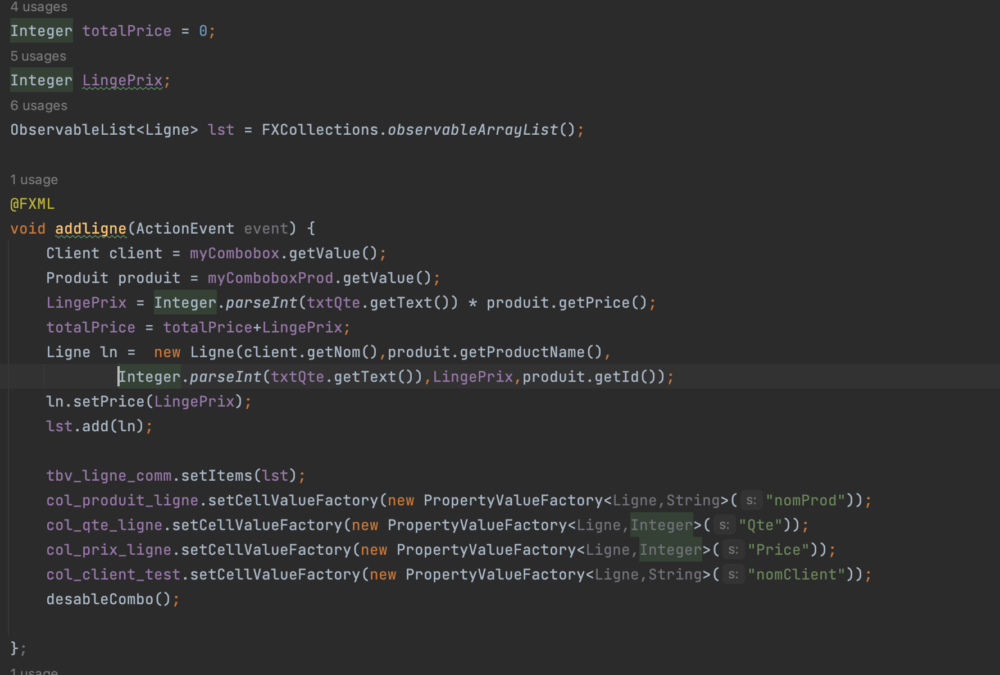 4 usages
Integer totalPrice = 0;
5 usages
Integer LingePrix;
6 usages
ObservableList<Ligne> lst = FXCollections.observableArrayList();
1 usage
@FXML
void addligne(ActionEvent event) {
Client client = myCombobox.getValue();
Produit produit = myComboboxProd.getValue();
LingePrix = Integer.parseInt(txtQte.getText()) * produit.getPrice();
totalPrice = totalPrice+LingePrix;
Ligne ln =  new Ligne(client.getNom(),produit.getProductName(),
Integer.parseInt(txtQte.getText()),LingePrix,produit.getId());
ln.setPrice(LingePrix);
lst.add(ln);
tbv_ligne_comm.setItems(lst);
col_produit_ligne.setCellValueFactory(new PropertyValueFactory<Ligne,String>( s: "nomProd"));
col_qte_ligne.setCellValueFactory(new PropertyValueFactory<Ligne,Integer>( s: "Qte"));
col_prix_ligne.setCellValueFactory(new PropertyValueFactory<Ligne,Integer>( s: "Price"));
col_client_test.setCellValueFactory(new PropertyValueFactory<Ligne,String>( s: "nomClient"));
desableCombo();
};
1 usage